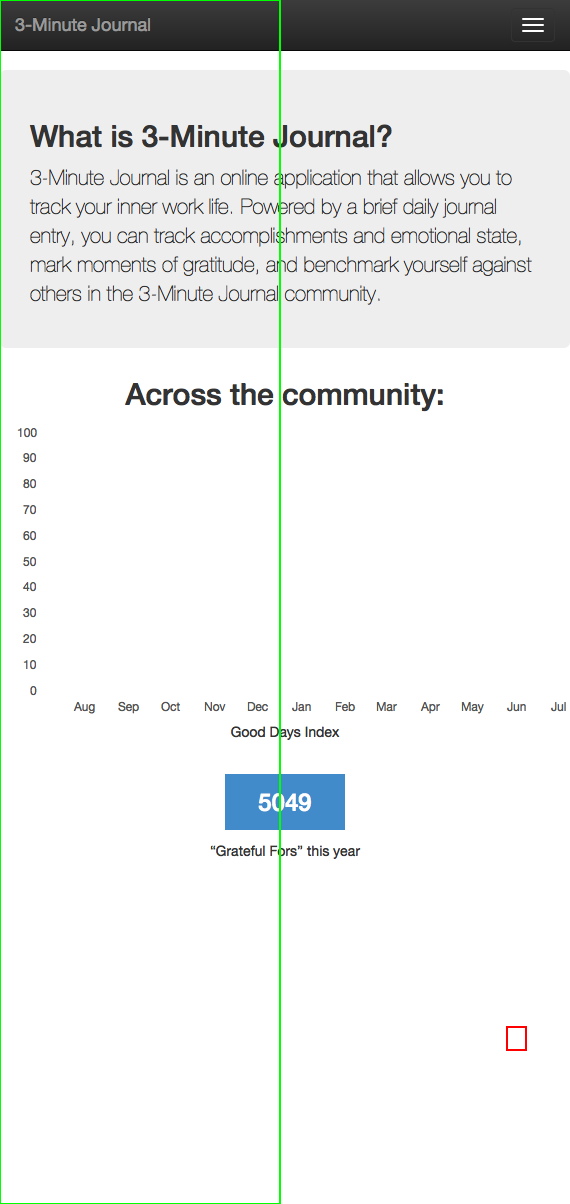 3-Minute Journal
What is 3-Minute Journal?
3-Minute Journal is an online application that allows you to
track your inner work life. Powered by a brief daily journal
entry, you can track accomplishments and emotional state,
mark moments of gratitude, and benchmark yourself against
others in the 3-Minute Journal community.
Across the community:
100
90
80
70
60
50
40
30
20
10
0
Aug Sep Oct Nov Dec Jan Feb Mar Apr May Jun Jul
Good Days Index
5049
“Grateful Fors” this year